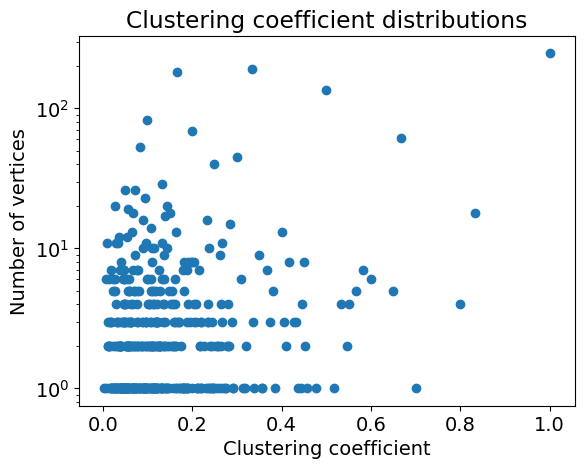 Clustering coefficient distributions
Number of vertices
10²
10¹
10⁰
0.0 0.2 0.4 0.6 0.8 1.0
Clustering coefficient